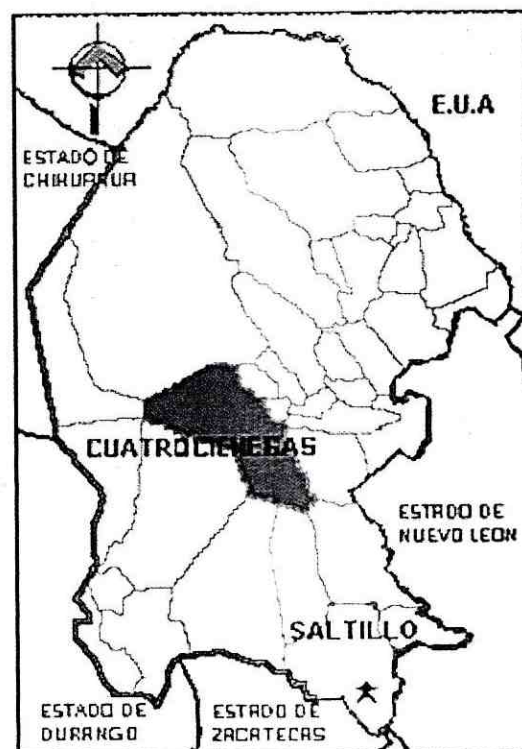 E.U.A
ESTADO DE
CHIHUAHUA
CUATROCIENEGAS
ESTADO DE
NUEVO LEON
SALTILLO
ESTADO DE
DURANGO
ESTADO DE
ZACATECAS